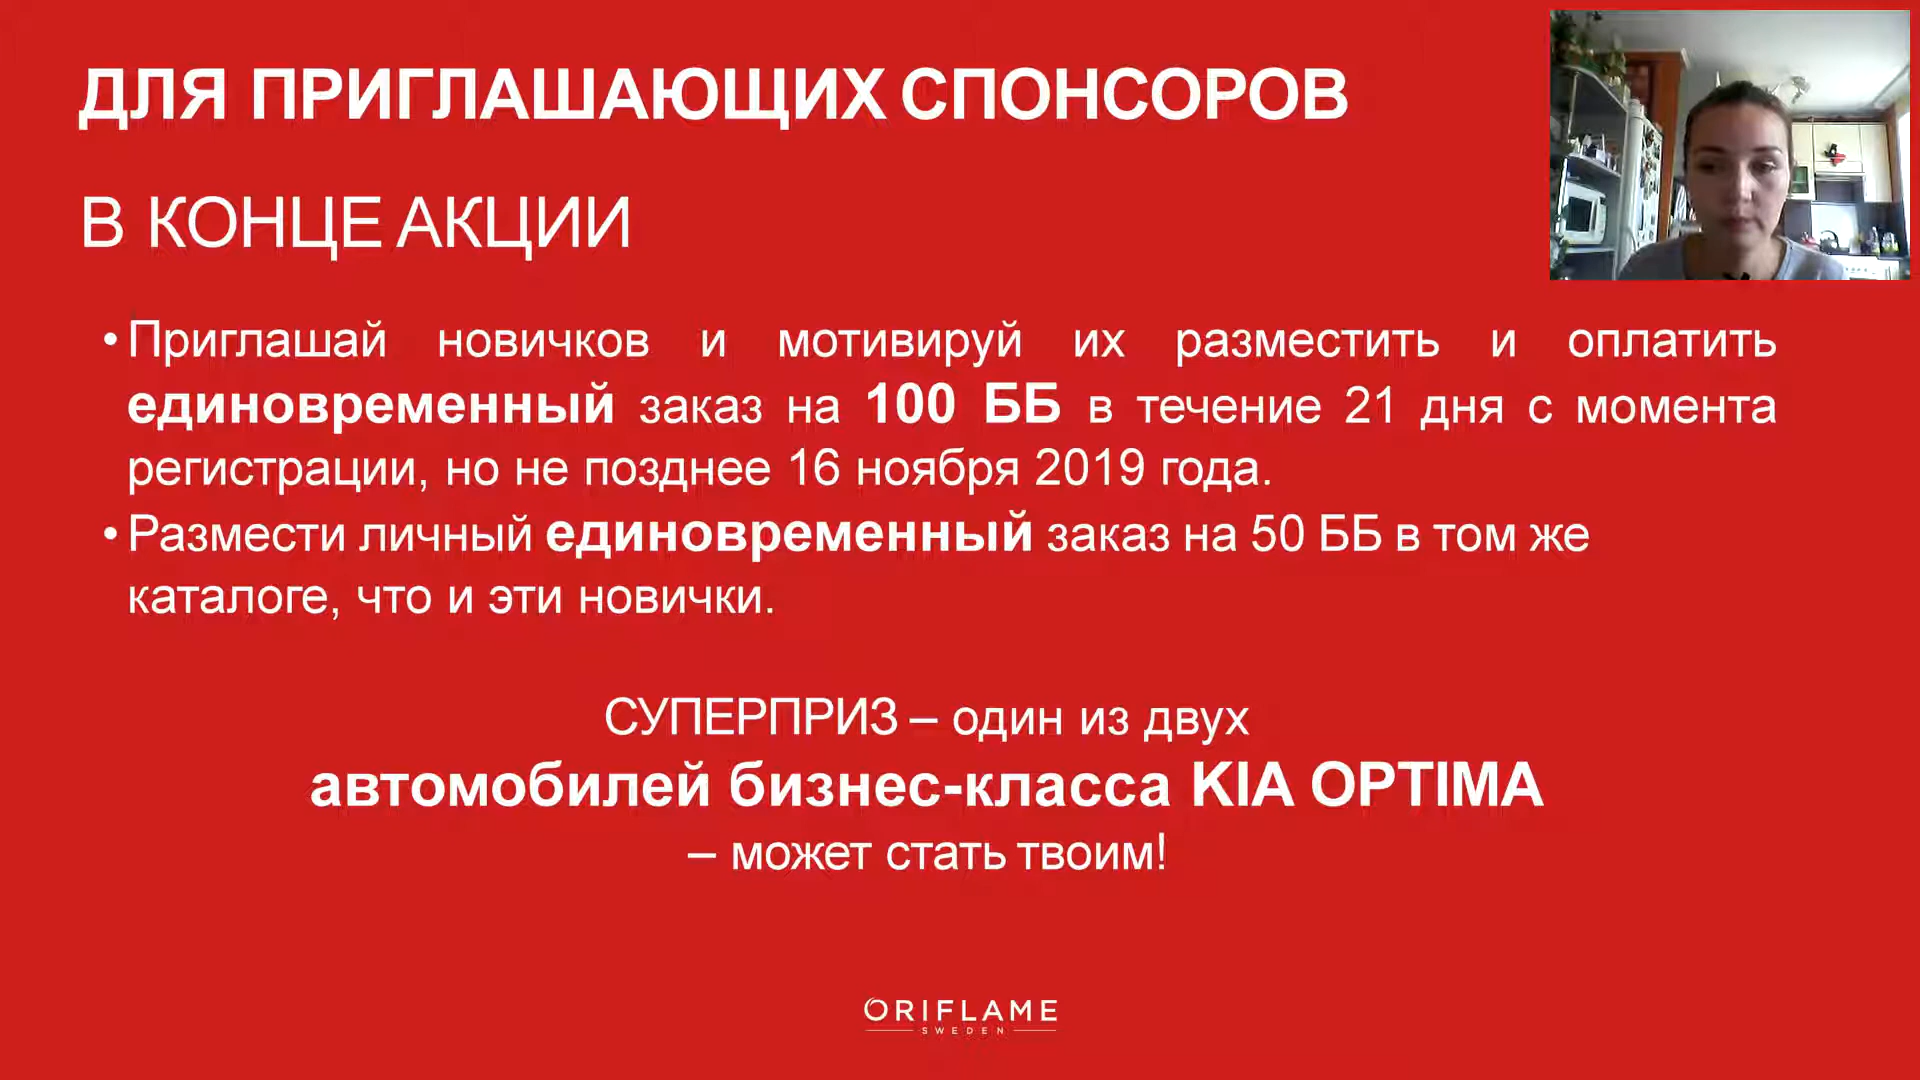 ДЛЯ ПРИГЛАШАЮЩИХ СПОНСОРОВ
В КОНЦЕ АКЦИИ
• Приглашай новичков и мотивируй их разместить и оплатить
единовременный заказ на 100 ББ в течение 21 дня с момента
регистрации, но не позднее 16 ноября 2019 года.
• Размести личный единовременный заказ на 50 ББ в том же
каталоге, что и эти новички.
СУПЕРПРИЗ – один из двух
автомобилей бизнес-класса KIA OPTIMA
– может стать твоим!
ORIFLAME
SWEDEN